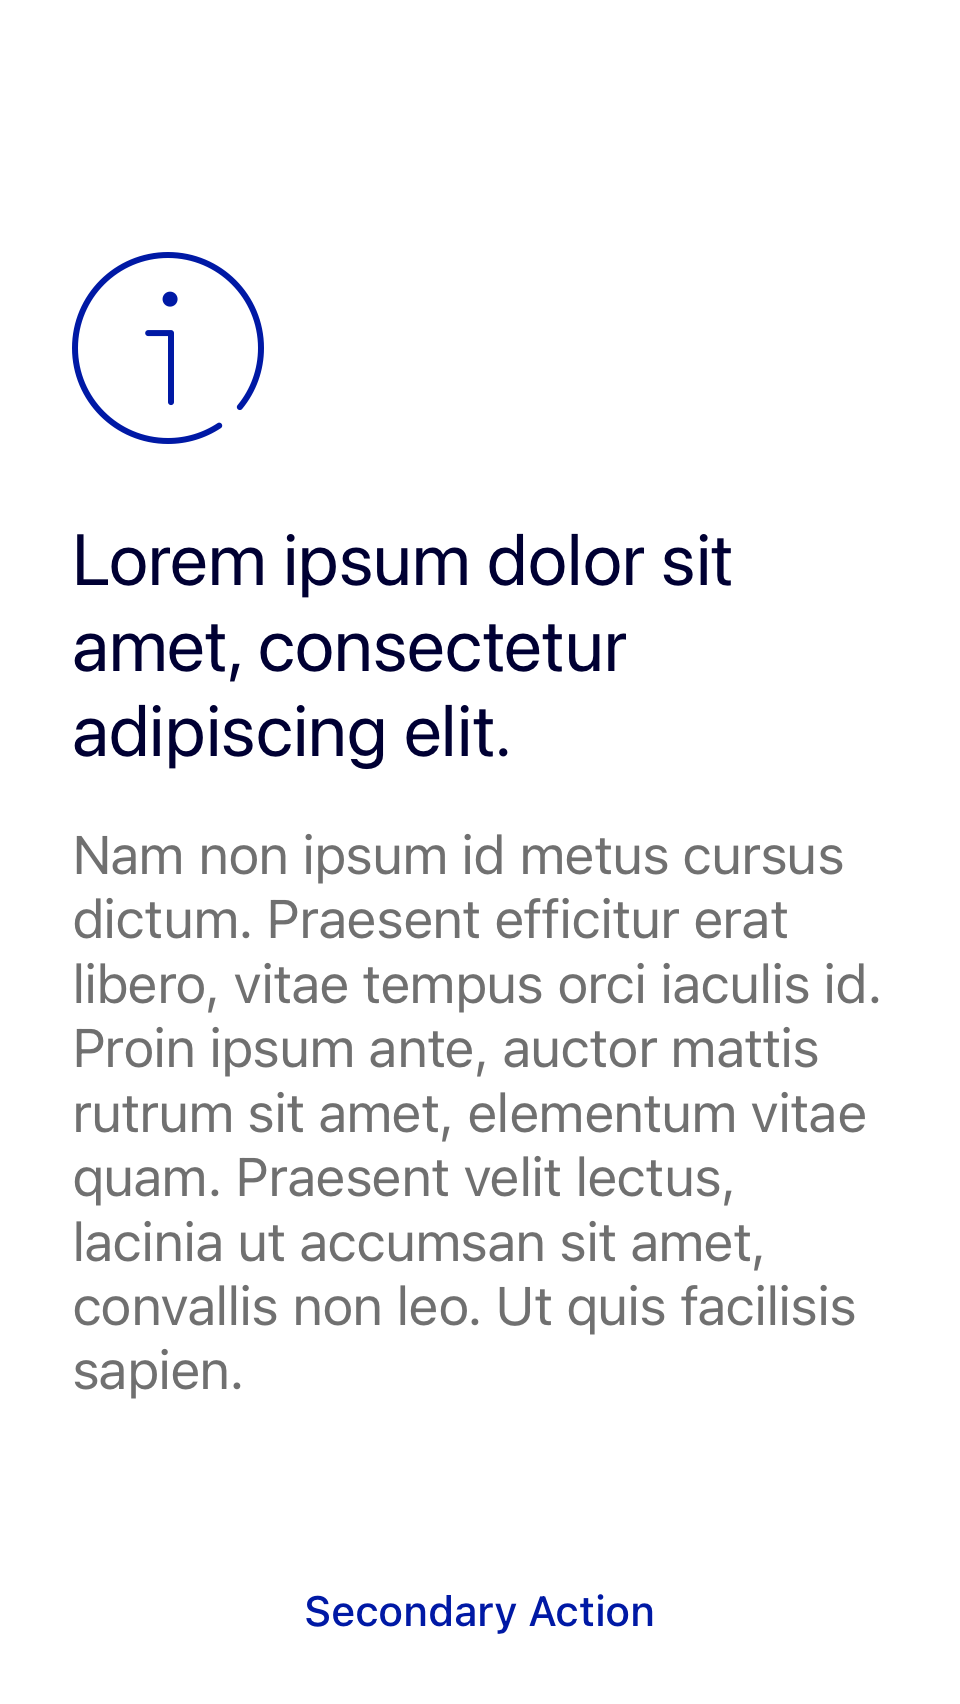 Lorem ipsum dolor sit
amet, consectetur
adipiscing elit.
Nam non ipsum id metus cursus
dictum. Praesent efficitur erat
libero, vitae tempus orci iaculis id.
Proin ipsum ante, auctor mattis
rutrum sit amet, elementum vitae
quam. Praesent velit lectus,
lacinia ut accumsan sit amet,
convallis non leo. Ut quis facilisis
sapien.
Secondary Action